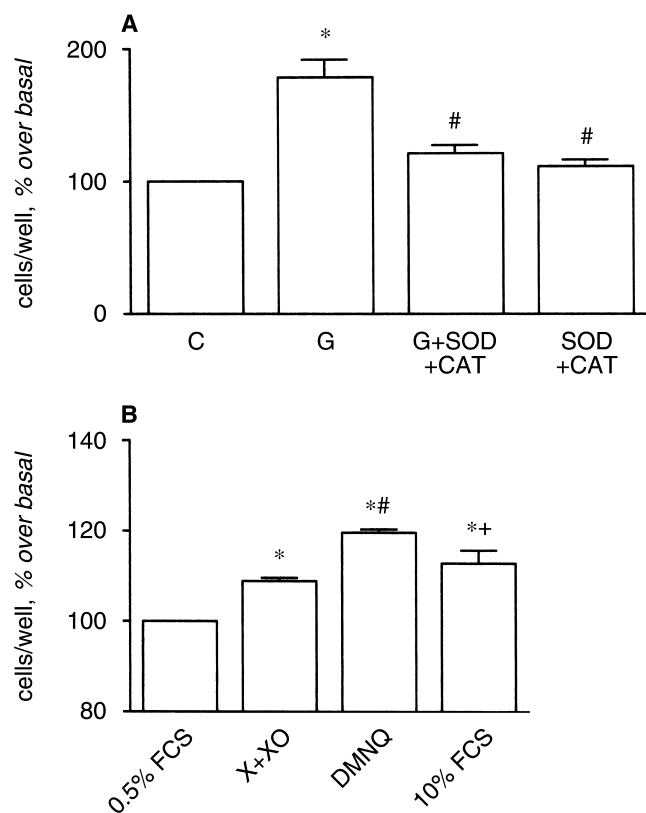 A
*
200
#
#
cells/well, % over basal
100
0
C G G+SOD SOD
+CAT +CAT
B
140
*#
*+
120
*
cells/well, % over basal
100
80
0.5% FCS X+XO DMNQ 10% FCS